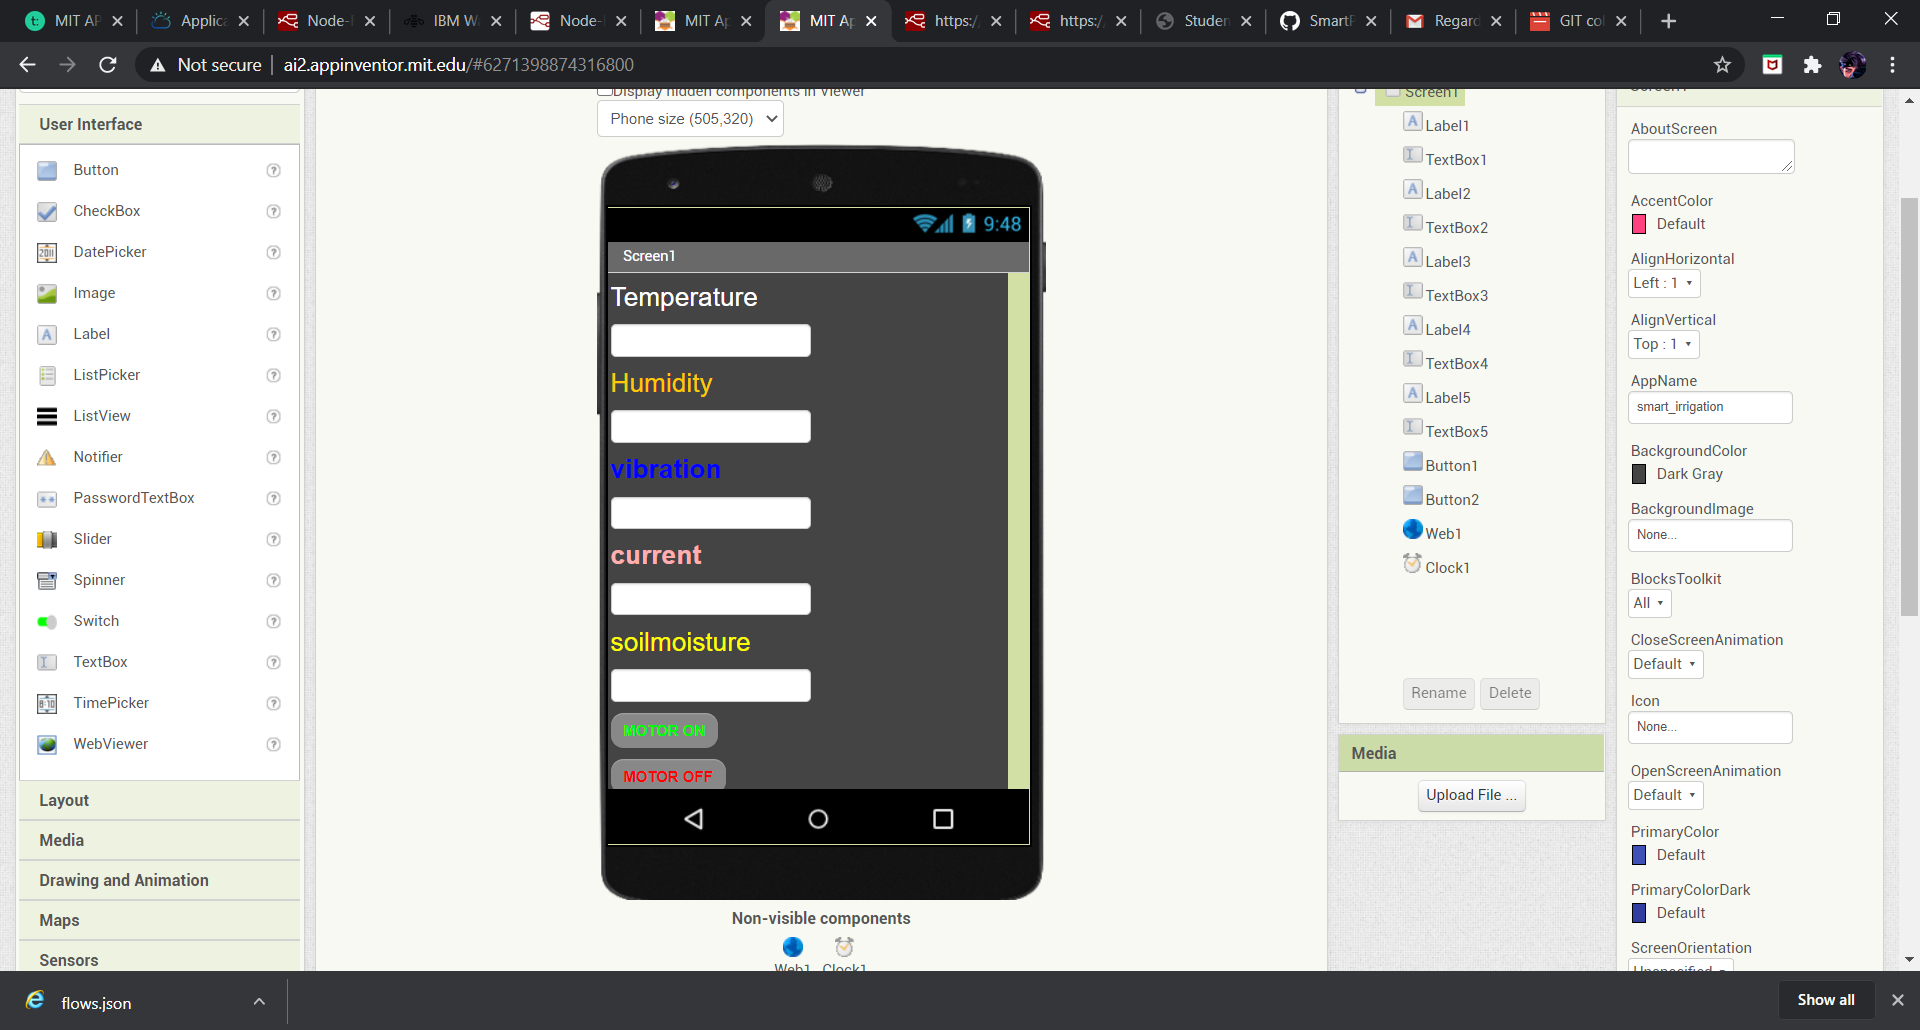 MIT AP
Applica
Node-
IBM W
Node-
MIT Ap
MIT Ap
https:/
https:/
Studen
SmartF
Regard
GIT co
Not secure
ai2.appinventor.mit.edu/#6271398874316800
User Interface
Button
CheckBox
DatePicker
Image
Label
ListPicker
ListView
Notifier
PasswordTextBox
Slider
Spinner
Switch
TextBox
TimePicker
WebViewer
Layout
Media
Drawing and Animation
Maps
Sensors
Display hidden components in Viewer
Phone size (505,320)
9:48
Screen1
Temperature
Humidity
vibration
current
soilmoisture
MOTOR ON
MOTOR OFF
Non-visible components
Web1 Clock1
Screen1
Label1
TextBox1
Label2
TextBox2
Label3
TextBox3
Label4
TextBox4
Label5
TextBox5
Button1
Button2
Web1
Clock1
Rename Delete
Media
Upload File ...
Screen1
AboutScreen
AccentColor
Default
AlignHorizontal
Left : 1
AlignVertical
Top : 1
AppName
smart_irrigation
BackgroundColor
Dark Gray
BackgroundImage
None...
BlocksToolkit
All
CloseScreenAnimation
Default
Icon
None...
OpenScreenAnimation
Default
PrimaryColor
Default
PrimaryColorDark
Default
ScreenOrientation
Unspecified
flows.json
Show all